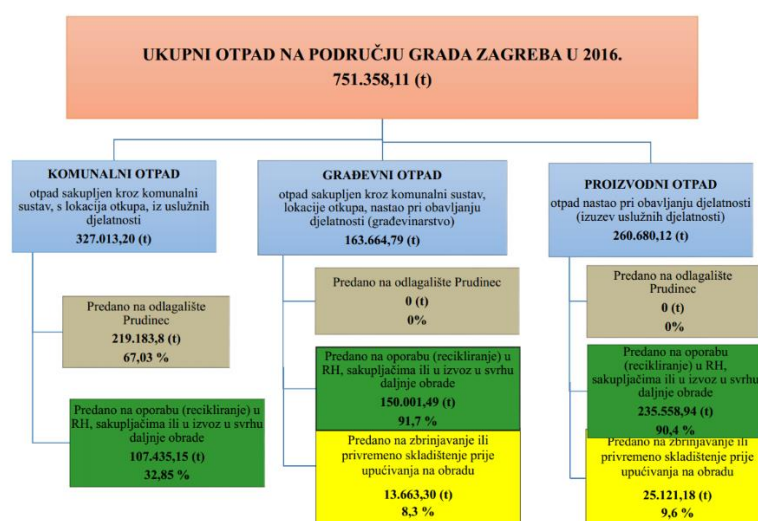 UKUPNI OTPAD NA PODRUČJU GRADA ZAGREBA U 2016.
751.358,11 (t)
KOMUNALNI OTPAD
otpad sakupljen kroz komunalni
sustav, s lokacija otkupa, iz uslužnih
djelatnosti
327.013,20 (t)
Predano na odlagalište
Prudinec
219.183,8 (t)
67,03 %
Predano na oporabu (recikliranje) u
RH, sakupljačima ili u izvoz u svrhu
daljnje obrade
107.435,15 (t)
32,85 %
GRAĐEVNI OTPAD
otpad sakupljen kroz komunalni sustav,
lokacije otkupa, nastao pri obavljanju
djelatnosti (građevinarstvo)
163.664,79 (t)
Predano na odlagalište Prudinec
0 (t)
0%
Predano na oporabu (recikliranje) u
RH, sakupljačima ili u izvoz u svrhu
daljnje obrade
150.001,49 (t)
91,7 %
Predano na zbrinjavanje ili
privremeno skladištenje prije
upućivanja na obradu
13.663,30 (t)
8,3 %
PROIZVODNI OTPAD
otpad nastao pri obavljanju djelatnosti
(izuzev uslužnih djelatnosti)
260.680,12 (t)
Predano na odlagalište
Prudinec
0 (t)
0%
Predano na oporabu
(recikliranje) u RH,
sakupljačima ili u izvoz u svrhu
daljnje obrade
235.558,94 (t)
90,4 %
Predano na zbrinjavanje ili
privremeno skladištenje prije
upućivanja na obradu
25.121,18 (t)
9,6 %